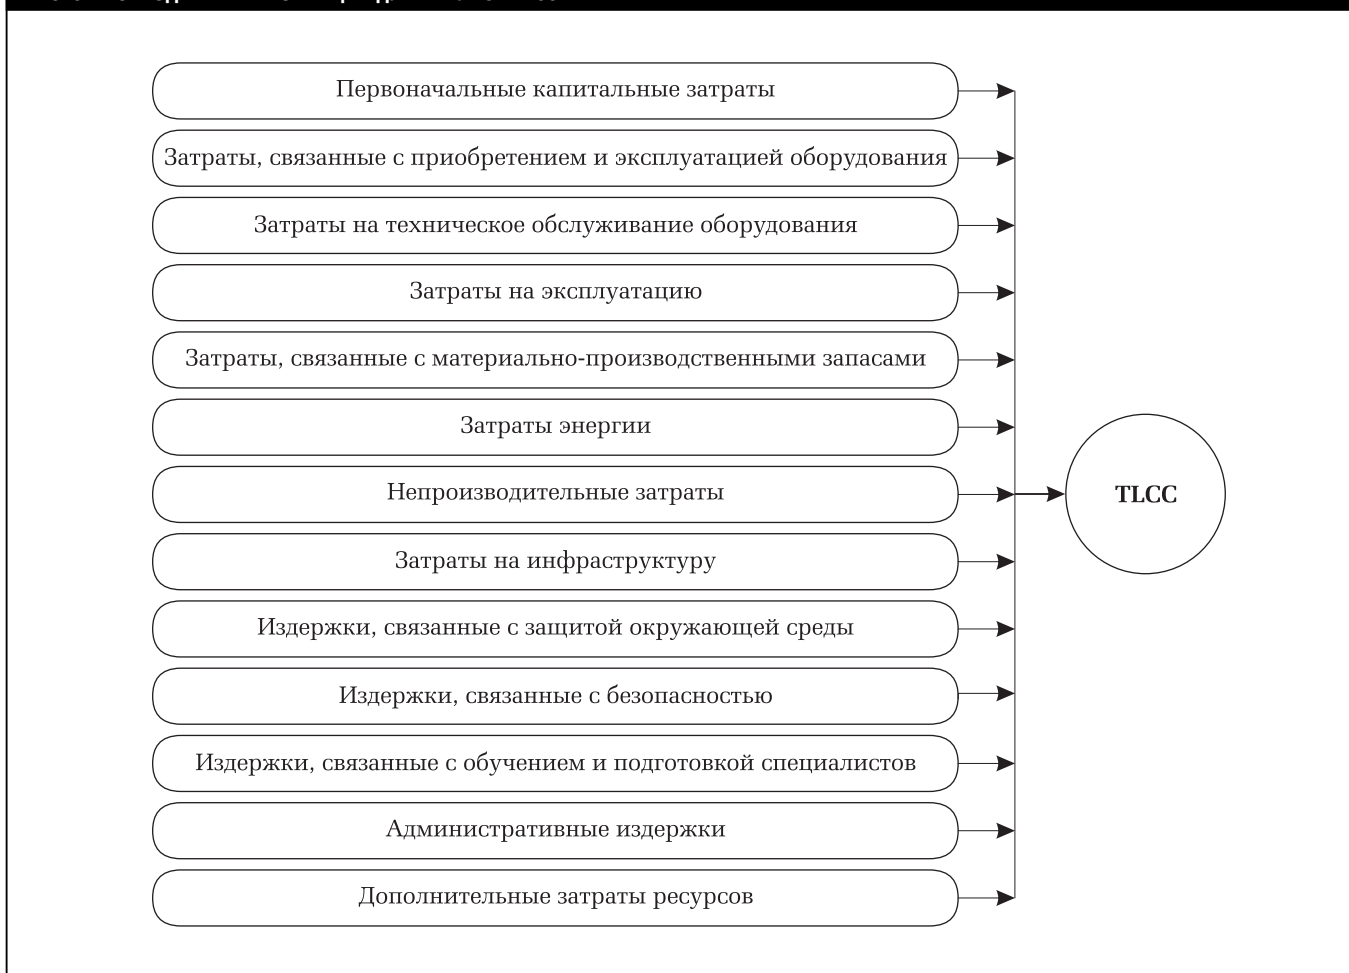 Первоначальные капитальные затраты
Затраты, связанные с приобретением и эксплуатацией оборудования
Затраты на техническое обслуживание оборудования
Затраты на эксплуатацию
Затраты, связанные с материально-производственными запасами
Затраты энергии
Непроизводительные затраты
TLCC
Затраты на инфраструктуру
Издержки, связанные с защитой окружающей среды
Издержки, связанные с безопасностью
Издержки, связанные с обучением и подготовкой специалистов
Административные издержки
Дополнительные затраты ресурсов